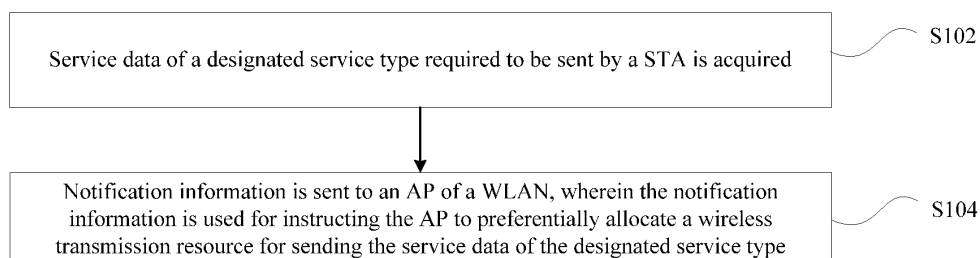 Service data of a designated service type required to be sent by a STA is acquired
S102
Notification information is sent to an AP of a WLAN, wherein the notification
information is used for instructing the AP to preferentially allocate a wireless
transmission resource for sending the service data of the designated service type
S104